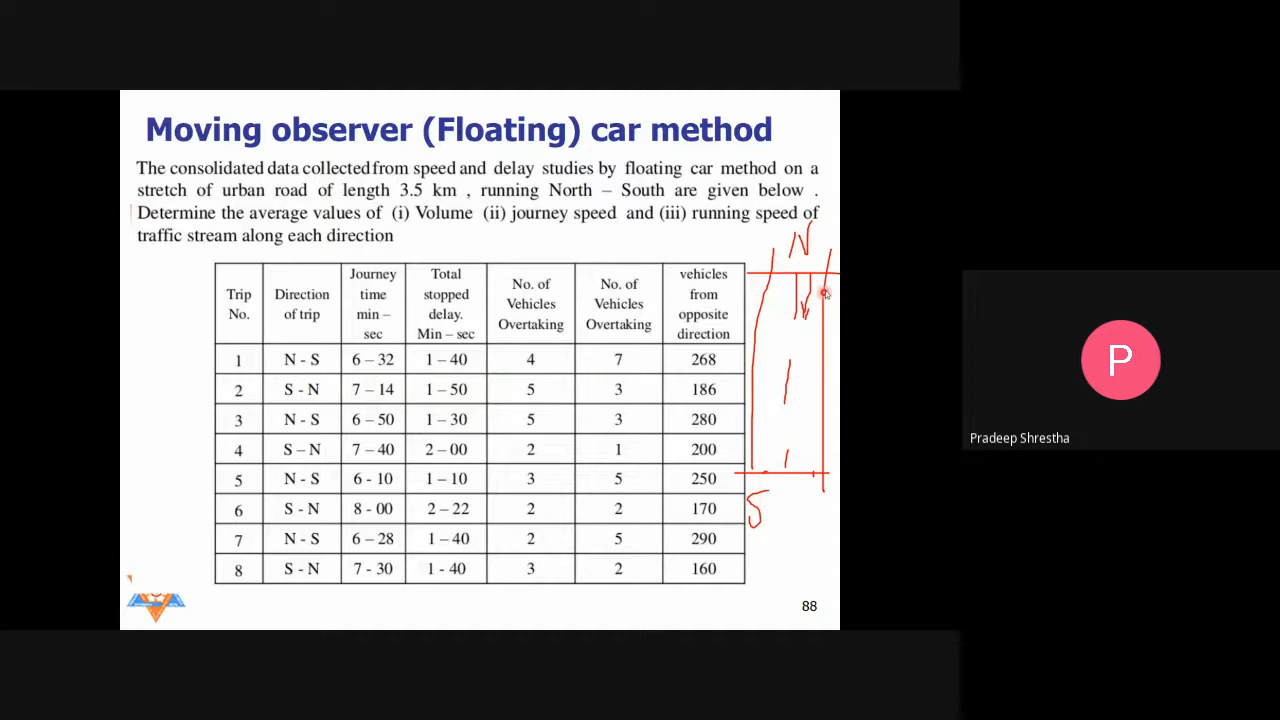 Moving observer (Floating) car method
The consolidated data collected from speed and delay studies by floating car method on a
stretch of urban road of length 3.5 km , running North – South are given below .
Determine the average values of (i) Volume (ii) journey speed and (iii) running speed of
traffic stream along each direction
N
Trip No. Direction of trip Journey time min – sec Total stopped delay. Min – sec No. of Vehicles Overtaking No. of Vehicles Overtaking vehicles from opposite direction
1 N - S 6 – 32 1 – 40 4 7 268
2 S - N 7 – 14 1 – 50 5 3 186
3 N - S 6 – 50 1 – 30 5 3 280
4 S – N 7 – 40 2 – 00 2 1 200
5 N - S 6 - 10 1 – 10 3 5 250
6 S - N 8 - 00 2 – 22 2 2 170
7 N - S 6 – 28 1 – 40 2 5 290
8 S - N 7 - 30 1 - 40 3 2 160
S
88
P
Pradeep Shrestha